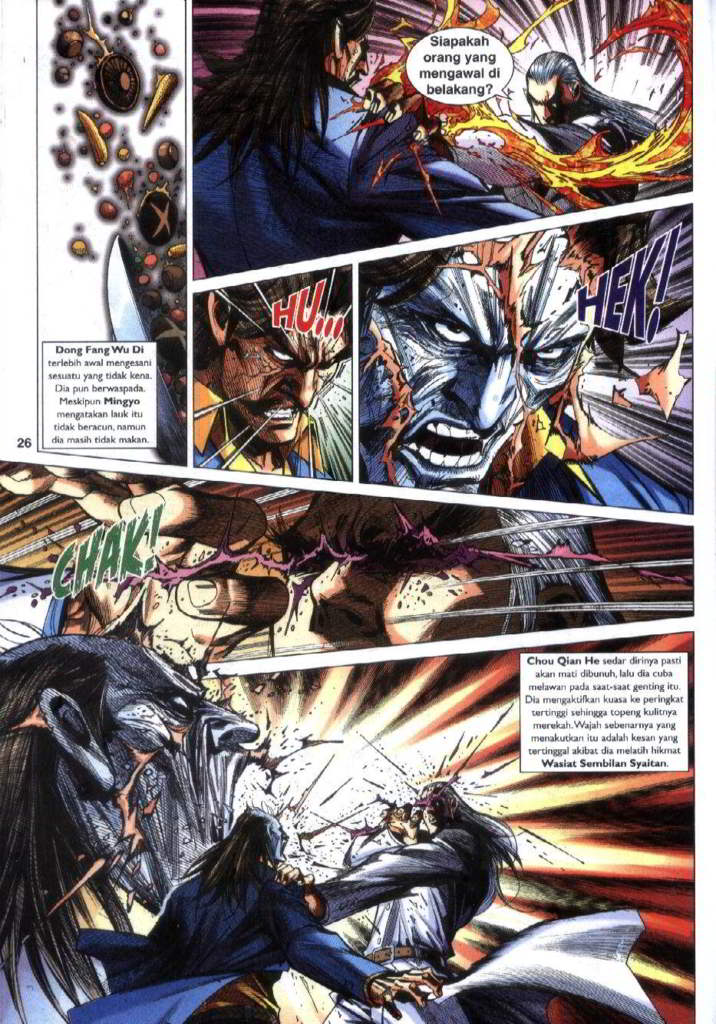 Siapakah
orang yang
mengawal di
belakang?
HU...
HEK!
Dong Fang Wu Di
terlebih awal mengesani
sesuatu yang tidak kena.
Dia pun berwaspada.
Meskipun Mingyo
mengatakan lauk itu
tidak beracun, namun
dia masih tidak makan.
26
CHAK!
Chou Qian He sedar dirinya pasti
akan mati dibunuh, lalu dia cuba
melawan pada saat-saat genting itu.
Dia mengaktifkan kuasa ke peringkat
tertinggi sehingga topeng kulitnya
merekah. Wajah sebenarnya yang
menakutkan itu adalah kesan yang
tertinggal akibat dia melatih hikmat
Wasiat Sembilan Syaitan.